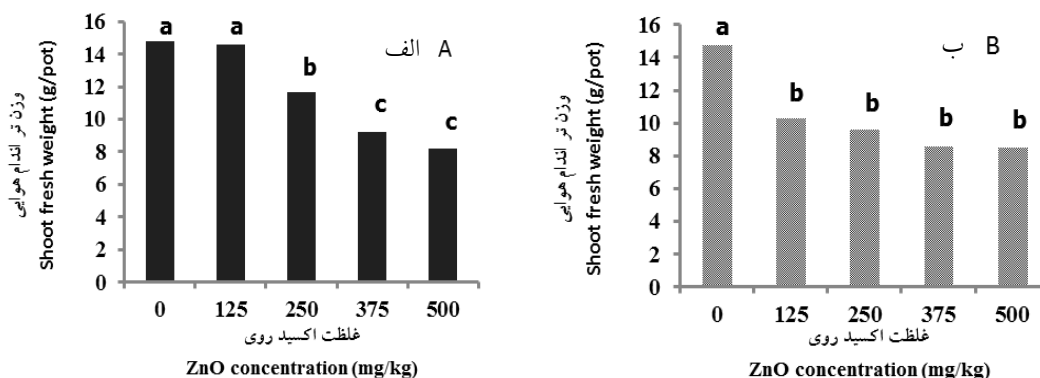 A الف
وزن تر اندام هوایی
Shoot fresh weight (g/pot)
16
14
12
10
8
6
4
2
0
a
a
b
c
c
0 125 250 375 500
غلظت اکسید روی
ZnO concentration (mg/kg)
B ب
وزن تر اندام هوایی
Shoot fresh weight (g/pot)
16
14
12
10
8
6
4
2
0
a
b
b
b
b
0 125 250 375 500
غلظت اکسید روی
ZnO concentration (mg/kg)